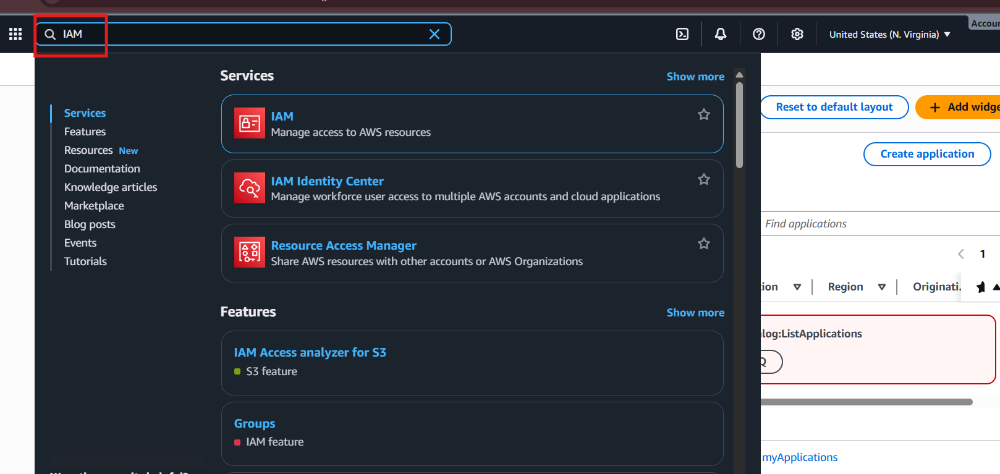 IAM
United States (N. Virginia)
Services
Show more
Services
Features
Resources New
Documentation
Knowledge articles
Marketplace
Blog posts
Events
Tutorials
IAM
Manage access to AWS resources
IAM Identity Center
Manage workforce user access to multiple AWS accounts and cloud applications
Resource Access Manager
Share AWS resources with other accounts or AWS Organizations
Features
Show more
IAM Access analyzer for S3
S3 feature
Groups
IAM feature
Reset to default layout
+ Add
Create application
Find applications
1
Region
Originati..
log:ListApplications
Q
myApplications